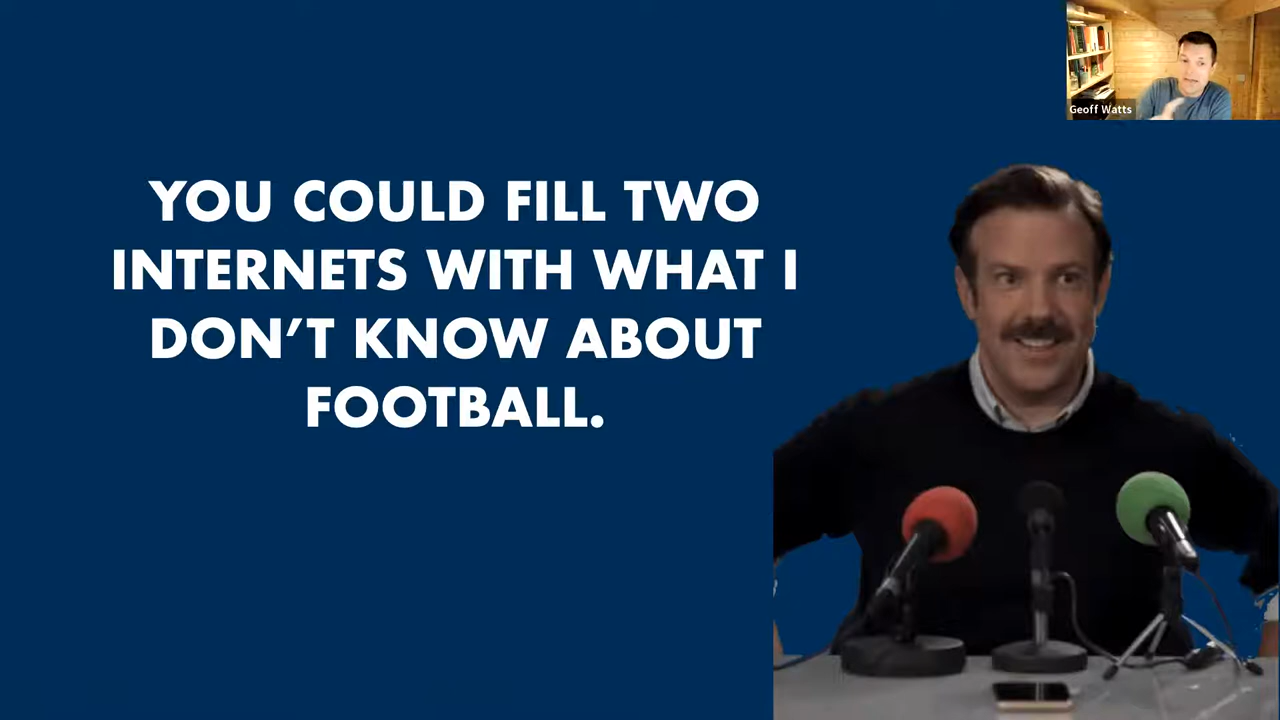 Geoff Watts
YOU COULD FILL TWO
INTERNETS WITH WHAT I
DON’T KNOW ABOUT
FOOTBALL.